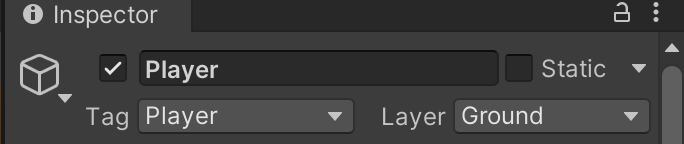 Inspector
Player Static
Tag Player Layer Ground